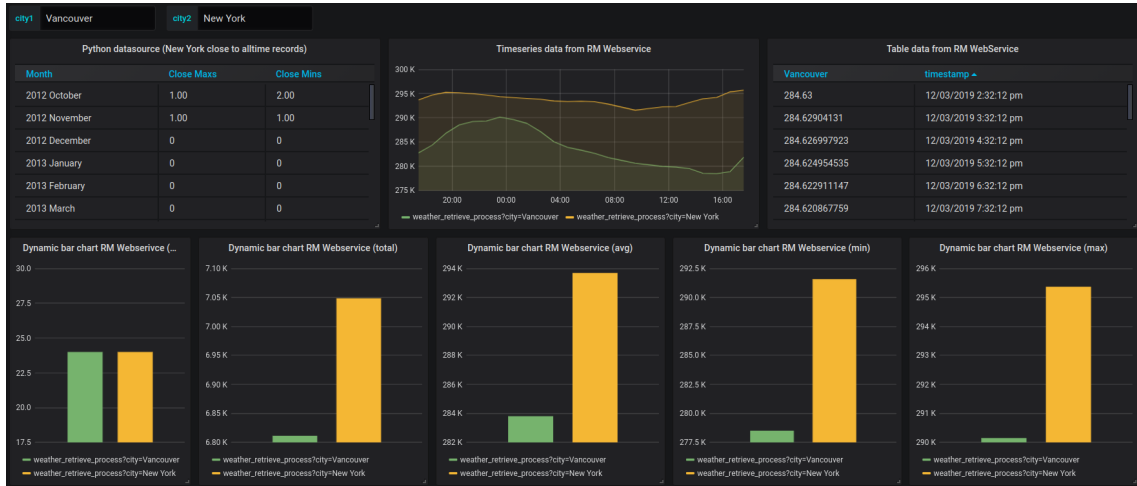 city1 Vancouver city2 New York
Python datasource (New York close to alltime records)
Month Close Maxs Close Mins
2012 October 1.00 2.00
2012 November 1.00 1.00
2012 December 0 0
2013 January 0 0
2013 February 0 0
2013 March 0 0
Timeseries data from RM Webservice
300 K
295 K
290 K
285 K
280 K
275 K
20:00 00:00 04:00 08:00 12:00 16:00
weather_retrieve_process?city=Vancouver weather_retrieve_process?city=New York
Table data from RM WebService
Vancouver timestamp
284.63 12/03/2019 2:32:12 pm
284.62904131 12/03/2019 3:32:12 pm
284.626997923 12/03/2019 4:32:12 pm
284.624954535 12/03/2019 5:32:12 pm
284.622911147 12/03/2019 6:32:12 pm
284.620867759 12/03/2019 7:32:12 pm
Dynamic bar chart RM Webserivce (...
30.0
27.5
25.0
22.5
20.0
17.5
weather_retrieve_process?city=Vancouver
weather_retrieve_process?city=New York
Dynamic bar chart RM Webservice (total)
7.10 K
7.05 K
7.00 K
6.95 K
6.90 K
6.85 K
6.80 K
weather_retrieve_process?city=Vancouver
weather_retrieve_process?city=New York
Dynamic bar chart RM Webservice (avg)
294 K
292 K
290 K
288 K
286 K
284 K
282 K
weather_retrieve_process?city=Vancouver
weather_retrieve_process?city=New York
Dynamic bar chart RM Webservice (min)
292.5 K
290.0 K
287.5 K
285.0 K
282.5 K
280.0 K
277.5 K
weather_retrieve_process?city=Vancouver
weather_retrieve_process?city=New York
Dynamic bar chart RM Webservice (max)
296 K
295 K
294 K
293 K
292 K
291 K
290 K
weather_retrieve_process?city=Vancouver
weather_retrieve_process?city=New York